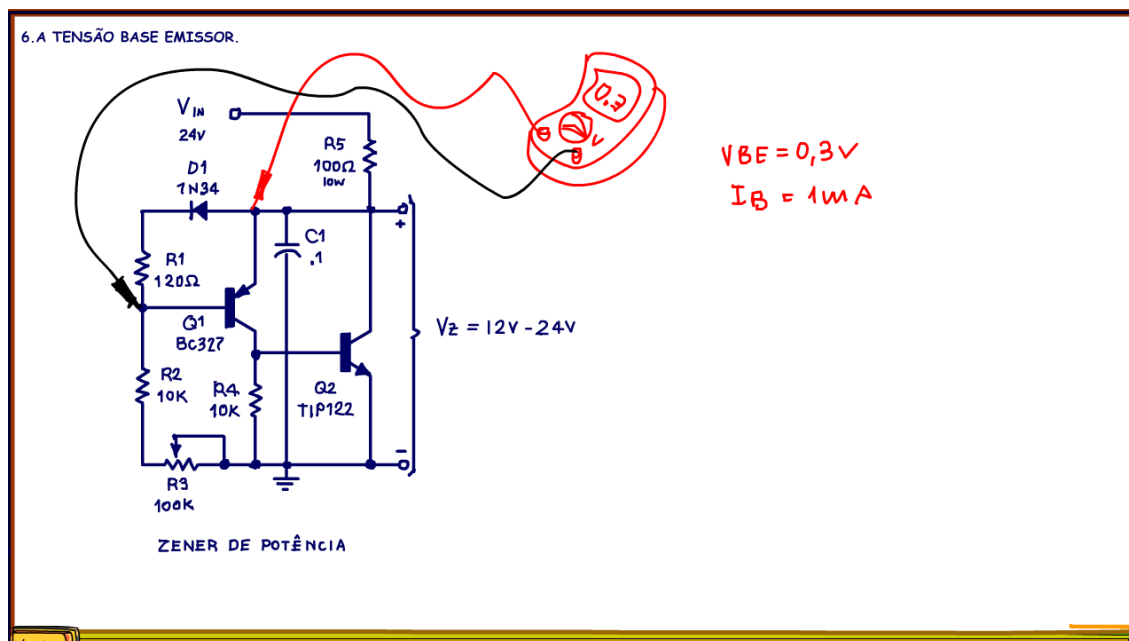 6.A TENSÃO BASE EMISSOR.
VIN
24V
D1
1N34
R5
100Ω
10W
0.30
V
VBE = 0,3V
IB = 1mA
R1
120Ω
C1
.1
+
Q1
BC327
VZ = 12V - 24V
R2
10K
R4
10K
Q2
TIP122
-
R3
100K
ZENER DE POTÊNCIA